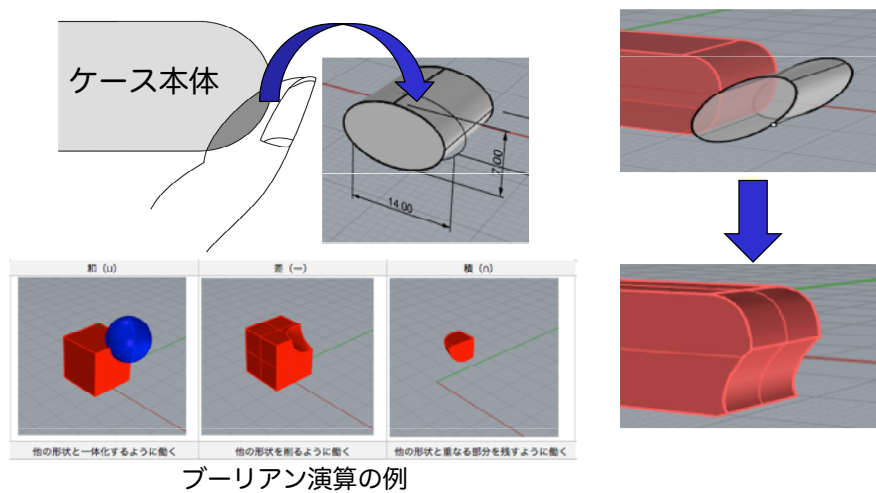 ケース本体
7.00
14.00
和（∪）
差（−）
積（∩）
他の形状と一体化するように働く
他の形状を削るように働く
他の形状と重なる部分を残すように働く
ブーリアン演算の例